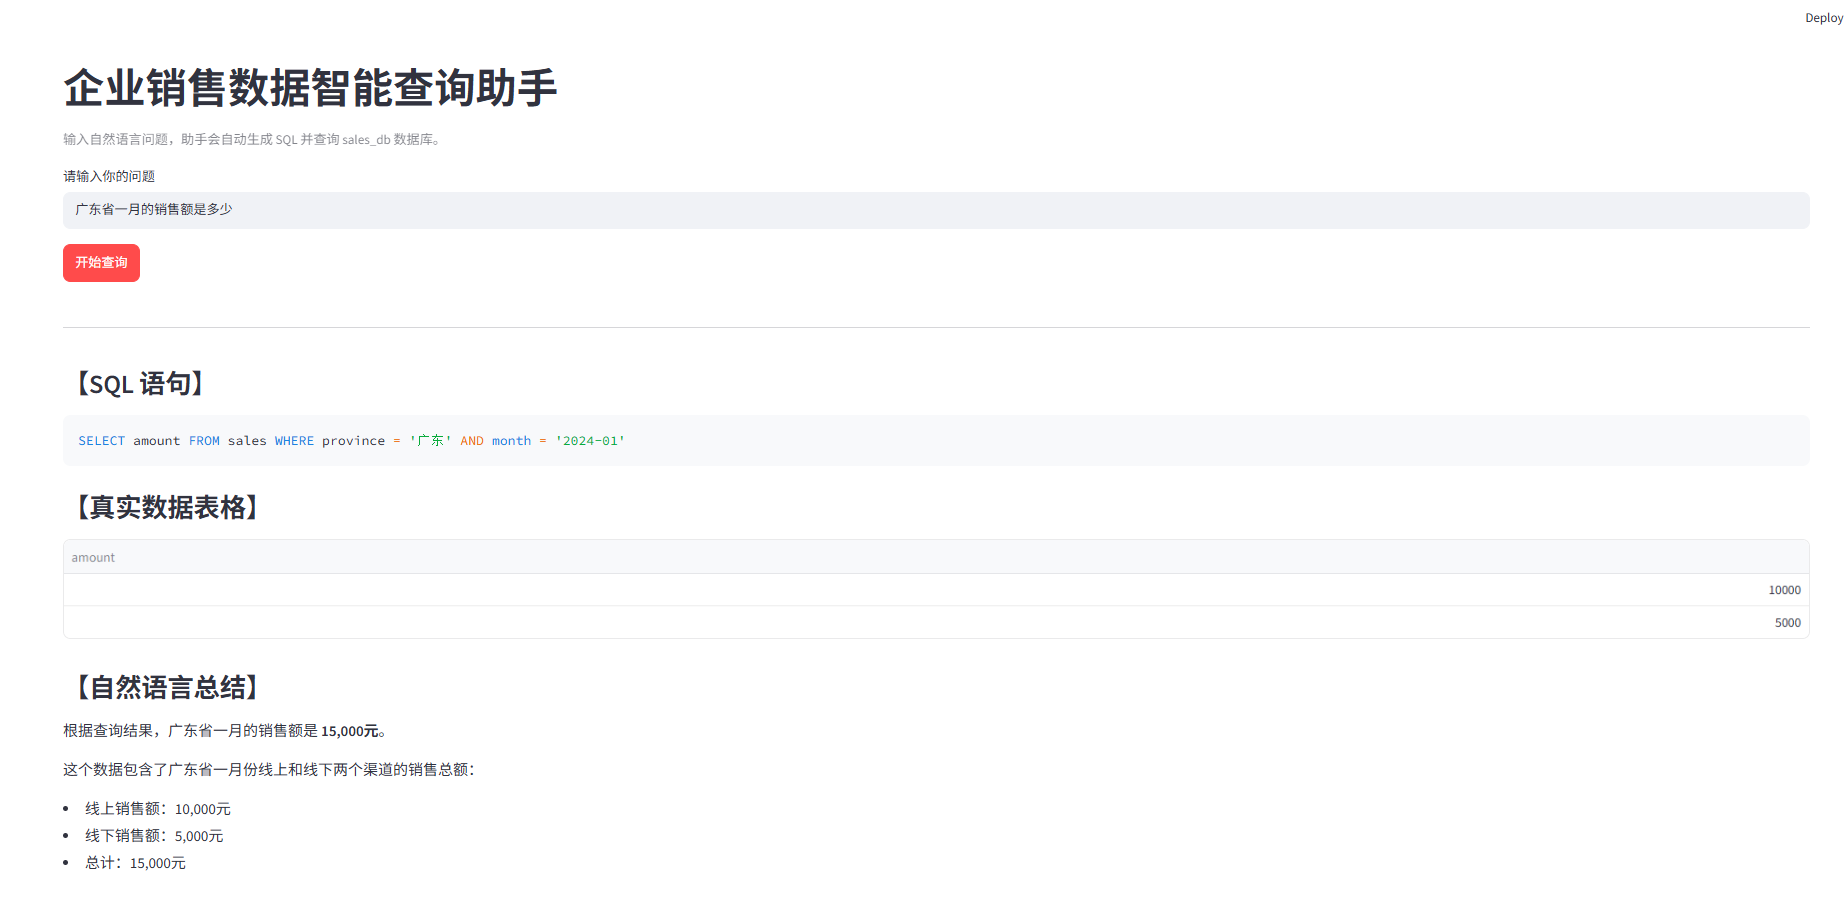 Deploy
企业销售数据智能查询助手
输入自然语言问题，助手会自动生成 SQL 并查询 sales_db 数据库。
请输入你的问题
广东省一月的销售额是多少
开始查询
【SQL 语句】
SELECT amount FROM sales WHERE province = '广东' AND month = '2024-01'
【真实数据表格】
amount
10000
5000
【自然语言总结】
根据查询结果，广东省一月的销售额是 15,000元。
这个数据包含了广东省一月份线上和线下两个渠道的销售总额：
• 线上销售额：10,000元
• 线下销售额：5,000元
• 总计：15,000元